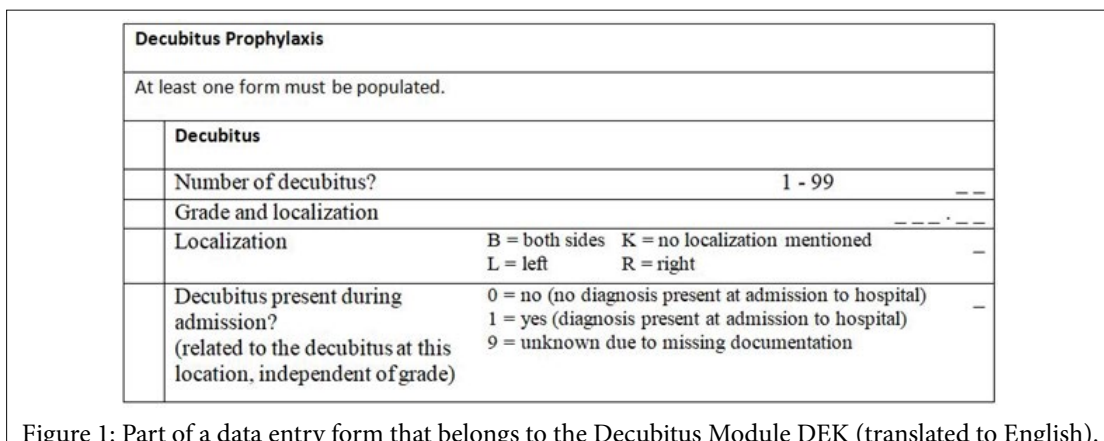 Decubitus Prophylaxis
At least one form must be populated.
Decubitus
Number of decubitus? 1 - 99 _ _
Grade and localization _ _ _ . _ _
Localization B = both sides K = no localization mentioned _
L = left R = right
Decubitus present during 0 = no (no diagnosis present at admission to hospital) _
admission? 1 = yes (diagnosis present at admission to hospital)
(related to the decubitus at this 9 = unknown due to missing documentation
location, independent of grade)
Figure 1: Part of a data entry form that belongs to the Decubitus Module DEK (translated to English).